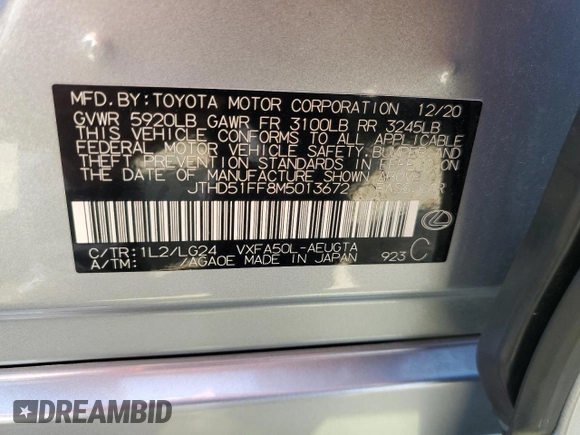 MFD. BY: TOYOTA MOTOR CORPORATION 12/20
GVWR 5920LB GAWR FR 3100LB RR 3245LB
THIS VEHICLE CONFORMS TO ALL APPLICABLE
FEDERAL MOTOR VEHICLE SAFETY, BUMPER, AND
THEFT PREVENTION STANDARDS IN EFFECT ON
THE DATE OF MANUFACTURE SHOWN ABOVE.
JTHD51FF8M5013672
C/TR: 1L2/LG24 VXFA50L-AEUGTA
A/TM: /AGA0E MADE IN JAPAN 923 C
DREAMBID